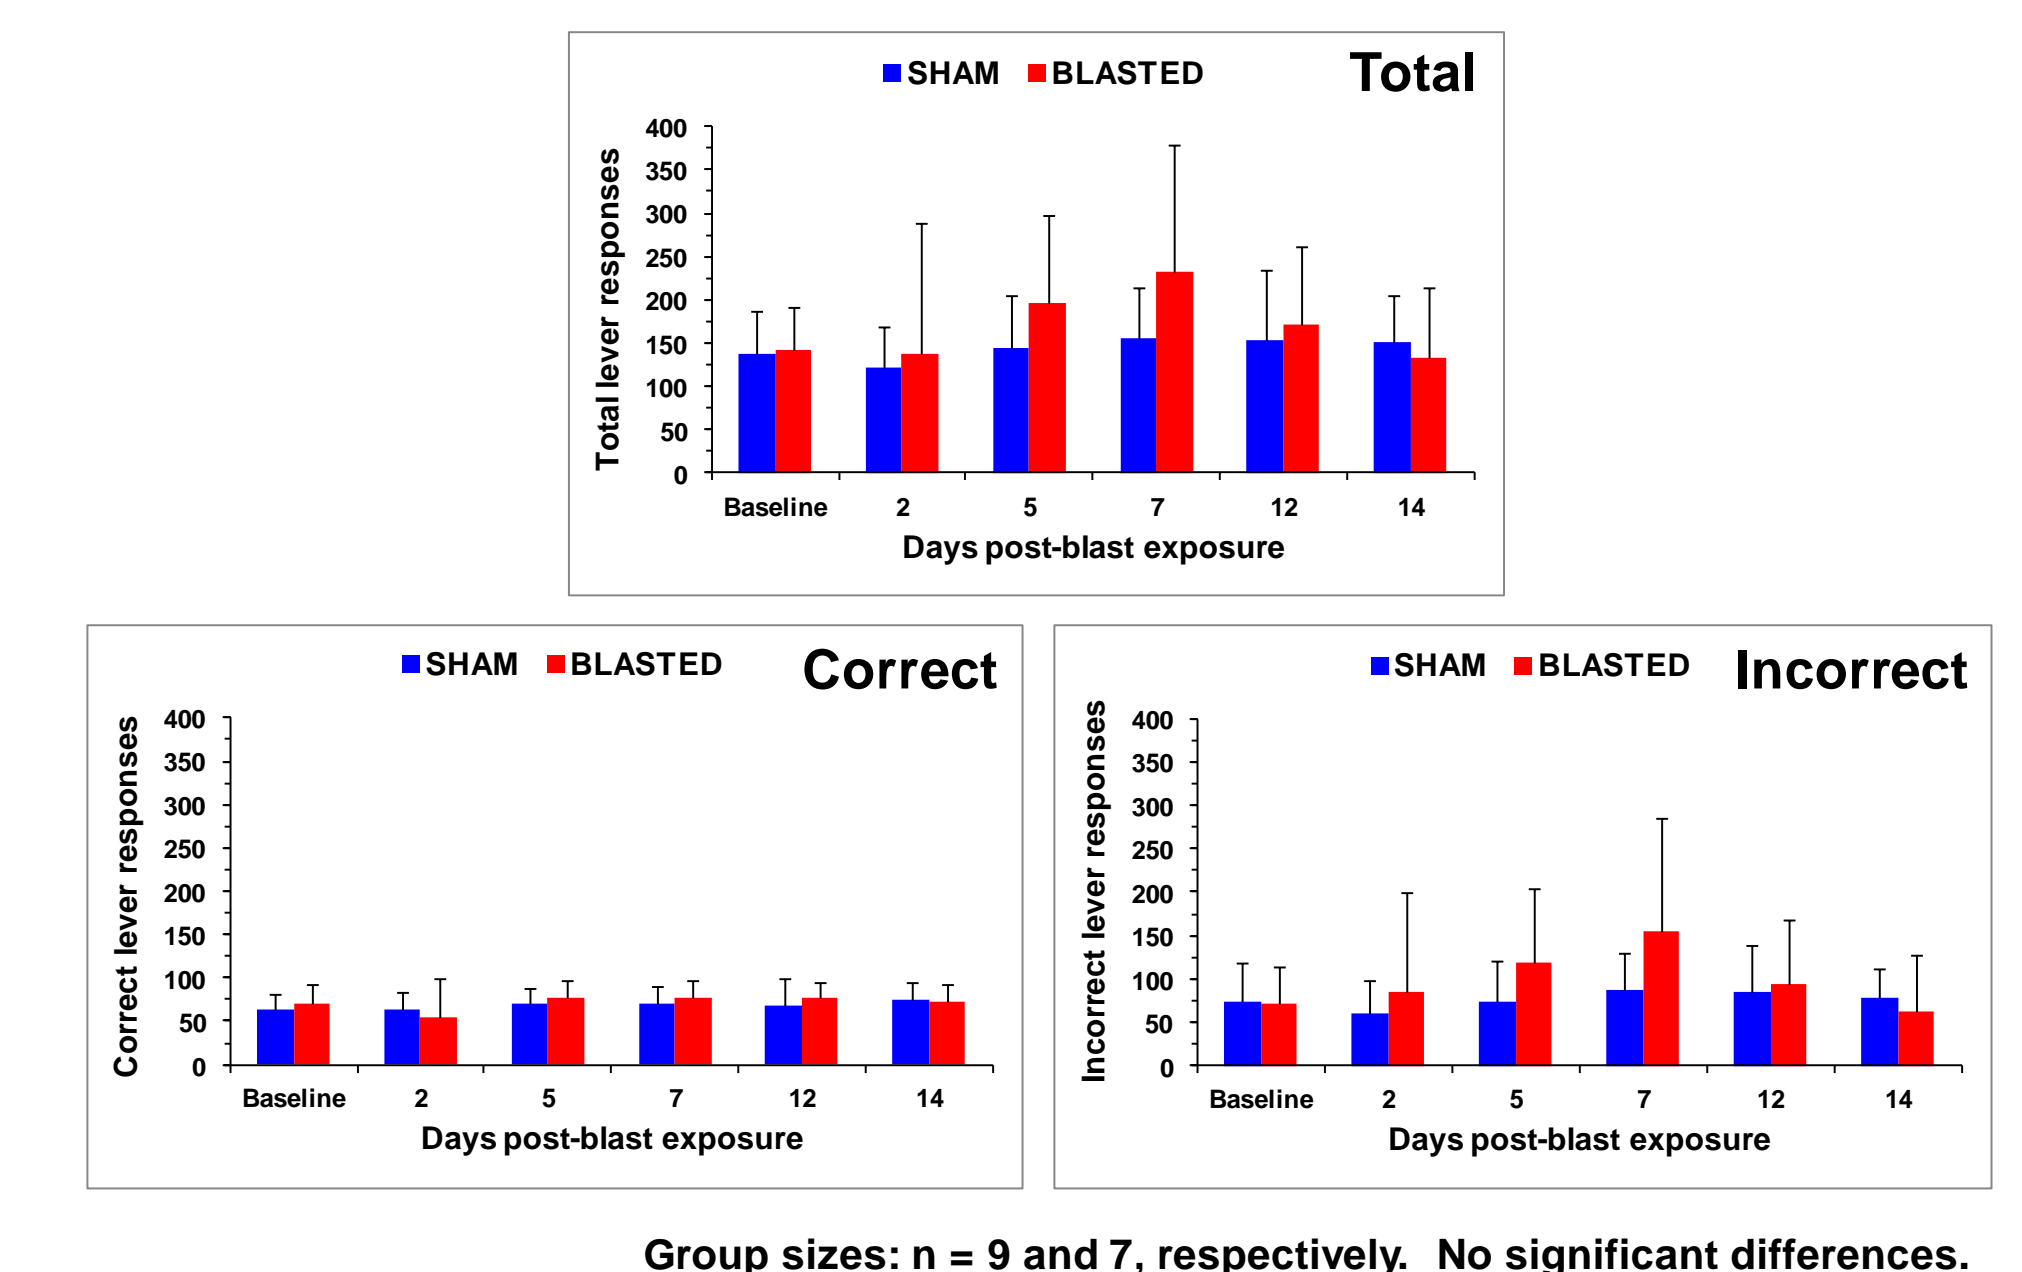 SHAM BLASTED Total
Total lever responses
400
350
300
250
200
150
100
50
0
Baseline 2 5 7 12 14
Days post-blast exposure
SHAM BLASTED Correct
Correct lever responses
400
350
300
250
200
150
100
50
0
Baseline 2 5 7 12 14
Days post-blast exposure
SHAM BLASTED Incorrect
Incorrect lever responses
400
350
300
250
200
150
100
50
0
Baseline 2 5 7 12 14
Days post-blast exposure
Group sizes: n = 9 and 7, respectively. No significant differences.